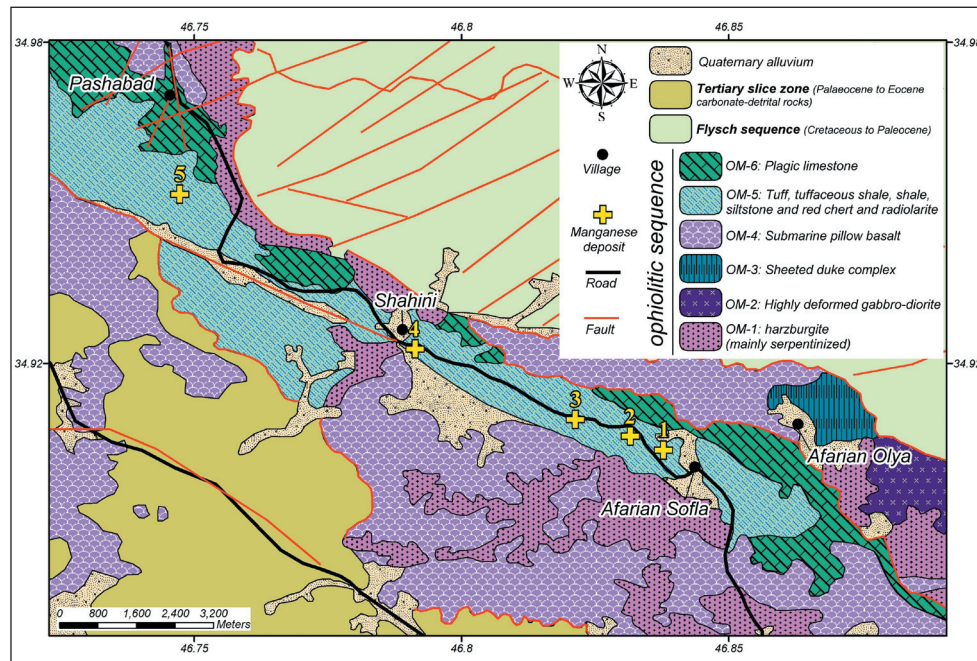 46.75
46.8
46.85
34.98
34.98
Pashabad
5
Shahini
4
3
2
1
Afarian Olya
Afarian Sofla
34.92
34.92
N
W
E
S
Village
Manganese
deposit
Road
Fault
Quaternary alluvium
Tertiary slice zone (Palaeocene to Eocene
carbonate-detrital rocks)
Flysch sequence (Cretaceous to Paleocene)
ophiolitic sequence
OM-6: Plagic limestone
OM-5: Tuff, tuffaceous shale, shale,
siltstone and red chert and radiolarite
OM-4: Submarine pillow basalt
OM-3: Sheeted duke complex
OM-2: Highly deformed gabbro-diorite
OM-1: harzburgite
(mainly serpentinized)
0 800 1,600 2,400 3,200
Meters
46.75
46.8
46.85